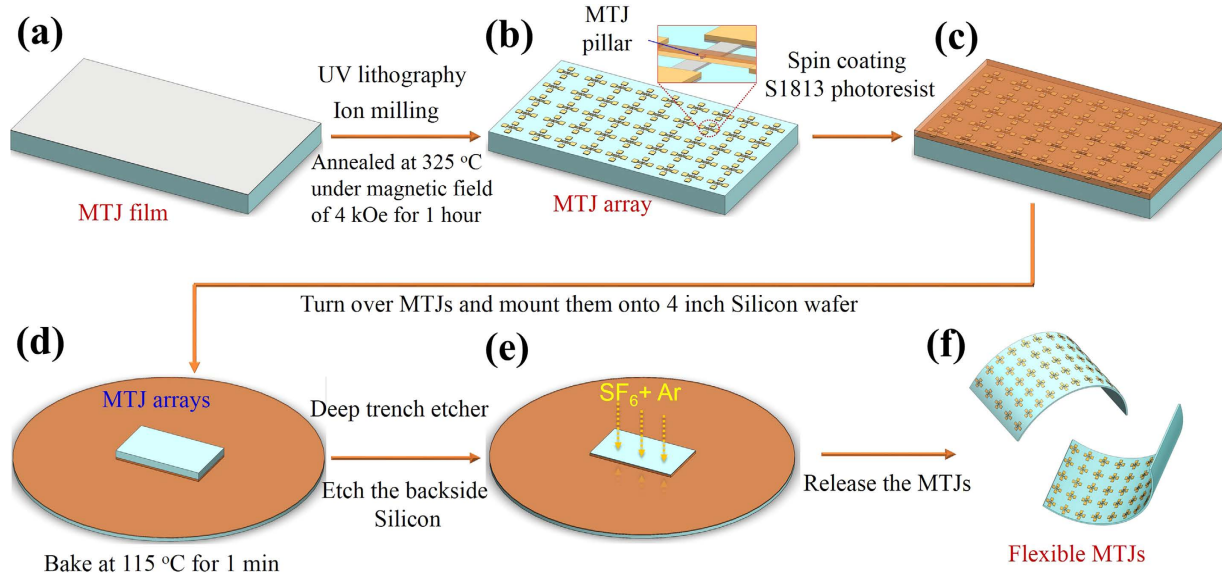 (a)
UV lithography
Ion milling
Annealed at 325 °C
under magnetic field
of 4 kOe for 1 hour
MTJ film
(b)
MTJ
pillar
MTJ array
Spin coating
S1813 photoresist
(c)
Turn over MTJs and mount them onto 4 inch Silicon wafer
(d)
MTJ arrays
Bake at 115 °C for 1 min
Deep trench etcher
Etch the backside
Silicon
(e)
SF₆+ Ar
Release the MTJs
(f)
Flexible MTJs